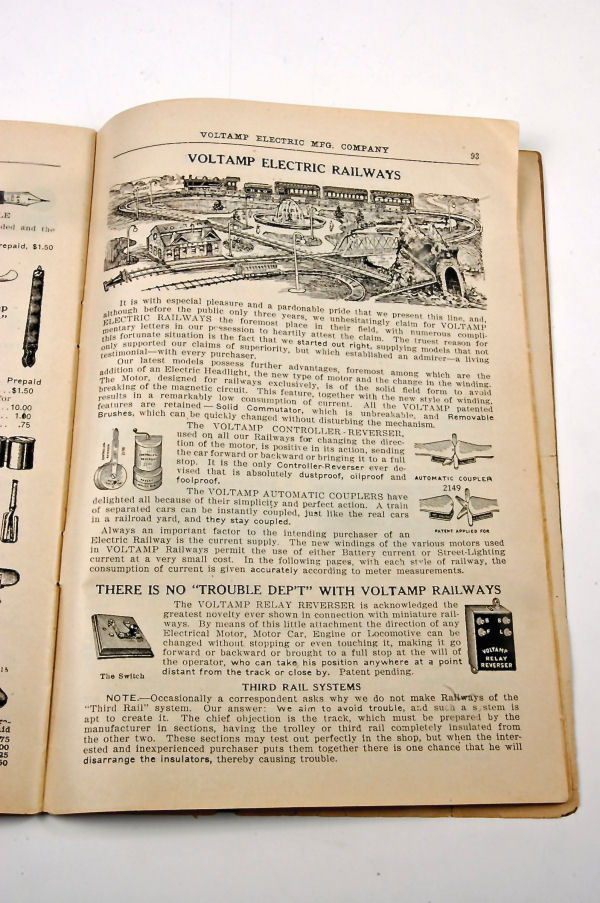 LE
ded and the
repaid, $1.50
up
"
Prepaid
. . $1.50
or
. . 10.00
. . 1.00
. . .75
15
aid
75
00
25
50
VOLTAMP ELECTRIC MFG. COMPANY 93
VOLTAMP ELECTRIC RAILWAYS
It is with especial pleasure and a pardonable pride that we present this line, and,
although before the public only three years, we unhesitatingly claim for VOLTAMP
ELECTRIC RAILWAYS the foremost place in their field, with numerous compli-
mentary letters in our possession to heartily attest the claim. The truest reason for
this fortunate situation is the fact that we started out right, supplying models that not
only supported our claims of superiority, but which established an admirer—a living
testimonial—with every purchaser.
Our latest models possess further advantages, foremost among which are the
addition of an Electric Headlight, the new type of motor and the change in the winding.
The Motor, designed for railways exclusively, is of the solid field form to avoid
breaking of the magnetic circuit. This feature, together with the new style of winding,
results in a remarkably low consumption of current. All the VOLTAMP patented
features are retained—Solid Commutator, which is unbreakable, and Removable
Brushes, which can be quickly changed without disturbing the mechanism.
The VOLTAMP CONTROLLER-REVERSER,
used on all our Railways for changing the direc-
tion of the motor, is positive in its action, sending
the car forward or backward or bringing it to a full
stop. It is the only Controller-Reverser ever de-
vised that is absolutely dustproof, oilproof and
foolproof.
AUTOMATIC COUPLER
2149
PATENT APPLIED FOR
The VOLTAMP AUTOMATIC COUPLERS have
delighted all because of their simplicity and perfect action. A train
of separated cars can be instantly coupled, just like the real cars
in a railroad yard, and they stay coupled.
Always an important factor to the intending purchaser of an
Electric Railway is the current supply. The new windings of the various motors used
in VOLTAMP Railways permit the use of either Battery current or Street-Lighting
current at a very small cost. In the following pages, with each style of railway, the
consumption of current is given accurately according to meter measurements.
THERE IS NO "TROUBLE DEP'T" WITH VOLTAMP RAILWAYS
The VOLTAMP RELAY REVERSER is acknowledged the
greatest novelty ever shown in connection with miniature rail-
ways. By means of this little attachment the direction of any
Electrical Motor, Motor Car, Engine or Locomotive can be
changed without stopping or even touching it, making it go
forward or backward or brought to a full stop at the will of
the operator, who can take his position anywhere at a point
distant from the track or close by. Patent pending.
The Switch
VOLTAMP
RELAY
REVERSER
THIRD RAIL SYSTEMS
NOTE.—Occasionally a correspondent asks why we do not make Railways of the
"Third Rail" system. Our answer: We aim to avoid trouble, and such a system is
apt to create it. The chief objection is the track, which must be prepared by the
manufacturer in sections, having the trolley or third rail completely insulated from
the other two. These sections may test out perfectly in the shop, but when the inter-
ested and inexperienced purchaser puts them together there is one chance that he will
disarrange the insulators, thereby causing trouble.